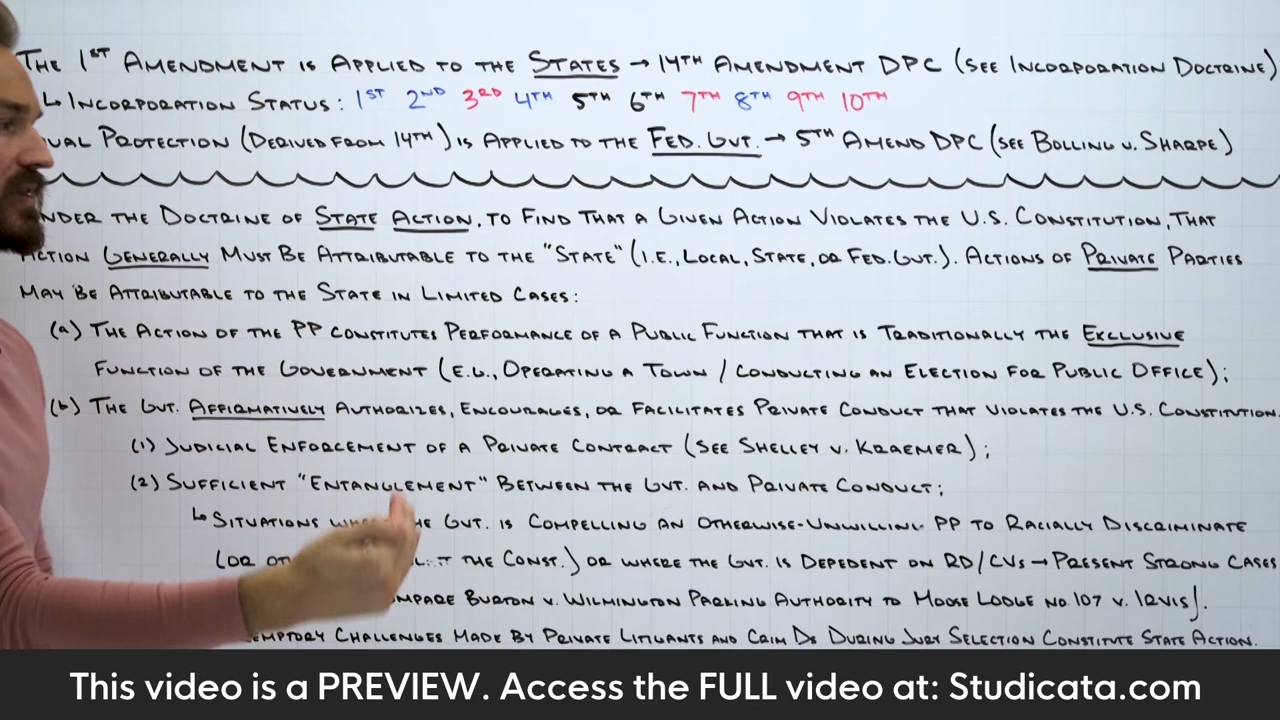 THE 1ST AMENDMENT IS APPLIED TO THE STATES → 14TH AMENDMENT DPC (SEE INCORPORATION DOCTRINE)
↳ INCORPORATION STATUS: 1ST 2ND 3RD 4TH 5TH 6TH 7TH 8TH 9TH 10TH
PROTECTION (DERIVED FROM 14TH) IS APPLIED TO THE FED. GVT. → 5TH AMEND DPC (SEE BOLLING V. SHARPE)
THE DOCTRINE OF STATE ACTION, TO FIND THAT A GIVEN ACTION VIOLATES THE U.S. CONSTITUTION, THAT
GENERALLY MUST BE ATTRIBUTABLE TO THE "STATE" (I.E., LOCAL, STATE, OR FED. GVT.). ACTIONS OF PRIVATE PARTIES
MAY BE ATTRIBUTABLE TO THE STATE IN LIMITED CASES:
(a) THE ACTION OF THE PP CONSTITUTES PERFORMANCE OF A PUBLIC FUNCTION THAT IS TRADITIONALLY THE EXCLUSIVE
FUNCTION OF THE GOVERNMENT (E.G., OPERATING A TOWN / CONDUCTING AN ELECTION FOR PUBLIC OFFICE);
(b) THE GVT. AFFIRMATIVELY AUTHORIZES, ENCOURAGES, OR FACILITATES PRIVATE CONDUCT THAT VIOLATES THE U.S. CONSTITUTION.
(1) JUDICIAL ENFORCEMENT OF A PRIVATE CONTRACT (SEE SHELLEY V. KRAEMER);
(2) SUFFICIENT "ENTANGLEMENT" BETWEEN THE GVT. AND PRIVATE CONDUCT;
↳ SITUATIONS GVT. IS COMPELLING AN OTHERWISE-UNWILLING PP TO RACIALLY DISCRIMINATE
(OR THE CONST.) OR WHERE THE GVT. IS DEPEDENT ON RD/CVS → PRESENT STRONG CASES
BURTON V. WILMINGTON PARKING AUTHORITY TO MOOSE LODGE NO. 107 V. IRVIS].
CHALLENGES MADE BY PRIVATE LITIGANTS AND CRIM DS DURING JURY SELECTION CONSTITUTE STATE ACTION.
This video is a PREVIEW. Access the FULL video at: Studicata.com